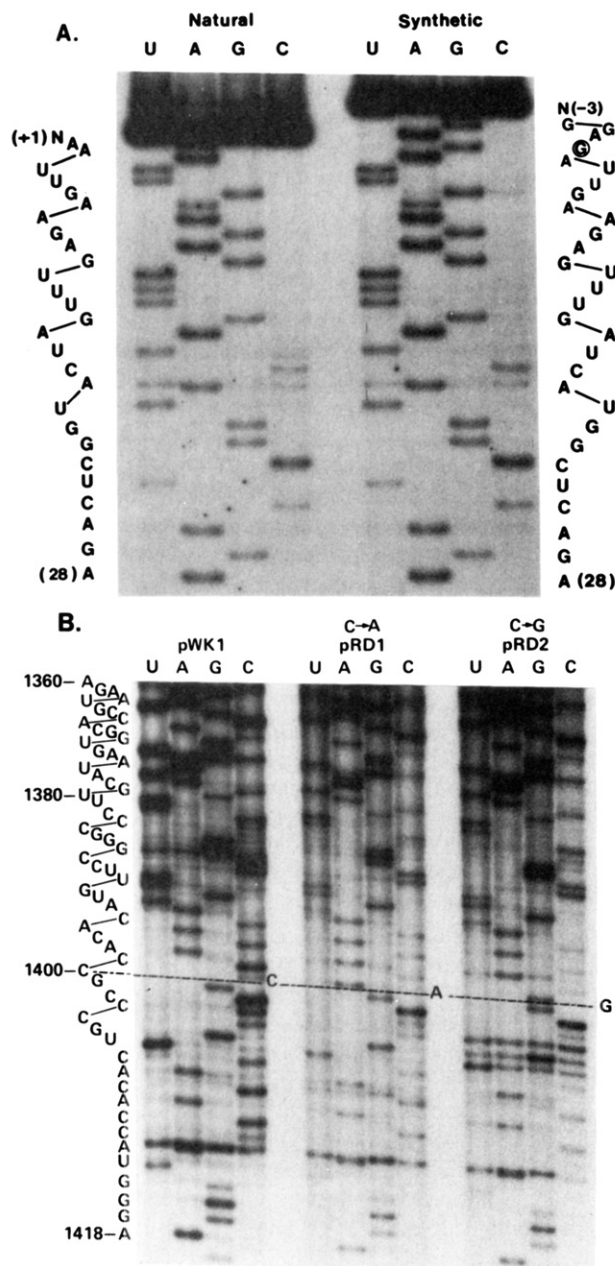 A.
Natural
Synthetic
U A G C
U A G C
(+1) N A A
U U G A
A G A G
U U U G
A U C A
U
G
G
C
U
C
A
G
(28) A
N(-3)
G A G
A G U
A
G
U
C
U
C
A
G
A (28)
B.
C→A
C→G
pWK1
pRD1
pRD2
U A G C
U A G C
U A G C
1360–A G A A
U G C C
A C G G
U G A A
U A C G
1380–U U C C
C G G G
C C U U
G U A C
A C A C
1400–C G C C
C G U
C
A
C
A
C
C
A
U
G
G
G
1418–A
C
A
G